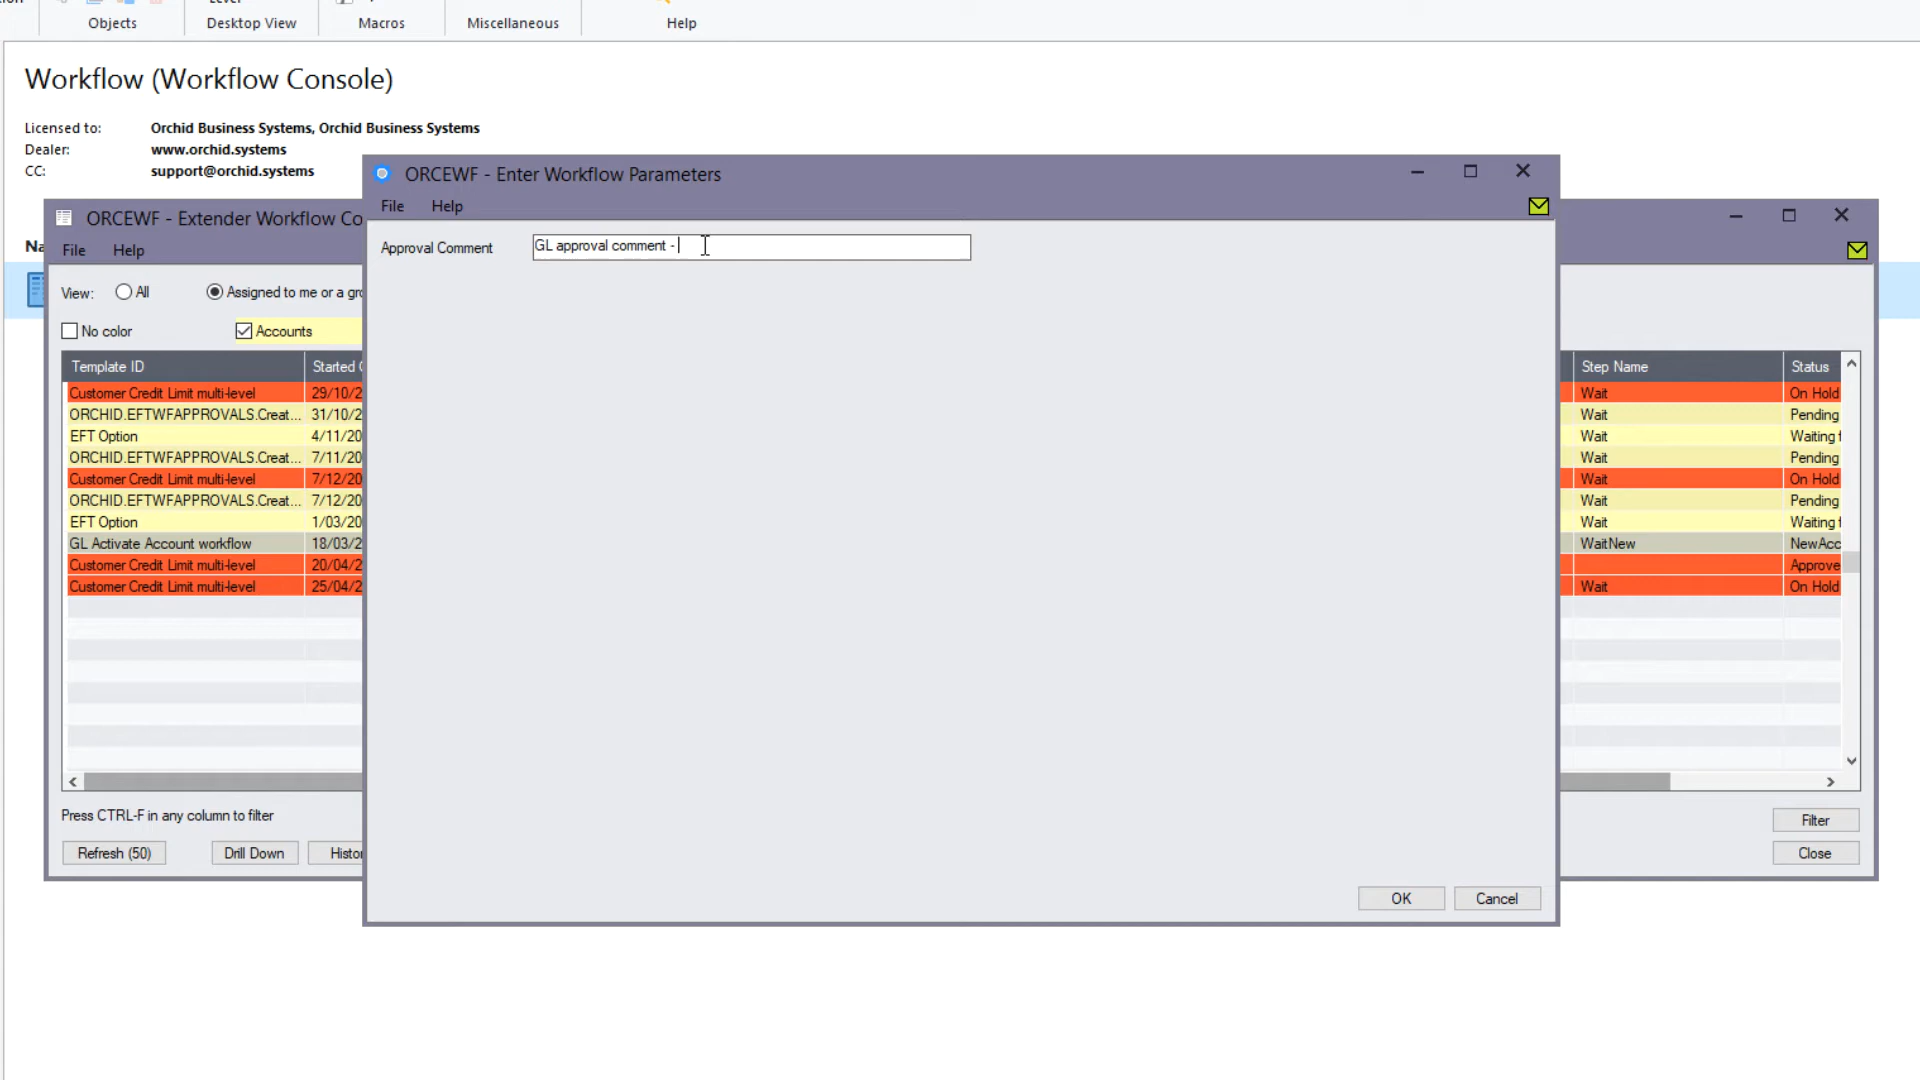 Objects
Desktop View
Macros
Miscellaneous
Help
Workflow (Workflow Console)
Licensed to: Orchid Business Systems, Orchid Business Systems
Dealer: www.orchid.systems
CC: support@orchid.systems
ORCEWF - Enter Workflow Parameters
File Help
Approval Comment GL approval comment -
ORCEWF - Extender Workflow Co
File Help
View: All Assigned to me or a gr
No color Accounts
Template ID Started Step Name Status
Customer Credit Limit multi-level 29/10/2 Wait On Hold
ORCHID.EFTWFAPPROVALS.Creat... 31/10/2 Wait Pending
EFT Option 4/11/20 Wait Waiting
ORCHID.EFTWFAPPROVALS.Creat... 7/11/20 Wait Pending
Customer Credit Limit multi-level 7/12/20 Wait On Hold
ORCHID.EFTWFAPPROVALS.Creat... 7/12/20 Wait Pending
EFT Option 1/03/20 Wait Waiting
GL Activate Account workflow 18/03/2 WaitNew NewAcc
Customer Credit Limit multi-level 20/04/2 Approve
Customer Credit Limit multi-level 25/04/2 Wait On Hold
Press CTRL-F in any column to filter
Filter
Refresh (50) Drill Down Histor
Close
OK Cancel